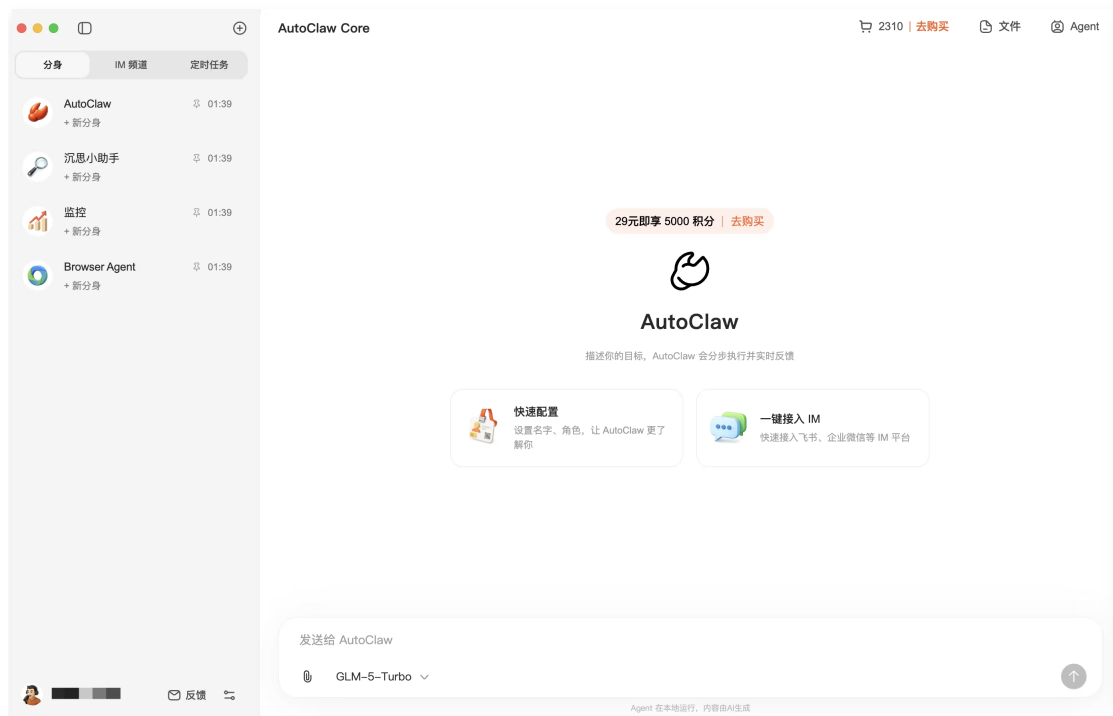 AutoClaw Core
2310 | 去购买
文件
Agent
分身
IM 频道
定时任务
AutoClaw
01:39
+ 新分身
沉思小助手
01:39
+ 新分身
监控
01:39
+ 新分身
Browser Agent
01:39
+ 新分身
29元即享 5000 积分 | 去购买
AutoClaw
描述你的目标，AutoClaw 会分步执行并实时反馈
快速配置
设置名字、角色，让 AutoClaw 更了
解你
一键接入 IM
快速接入飞书、企业微信等 IM 平台
发送给 AutoClaw
GLM-5-Turbo
反馈
Agent 在本地运行，内容由AI生成